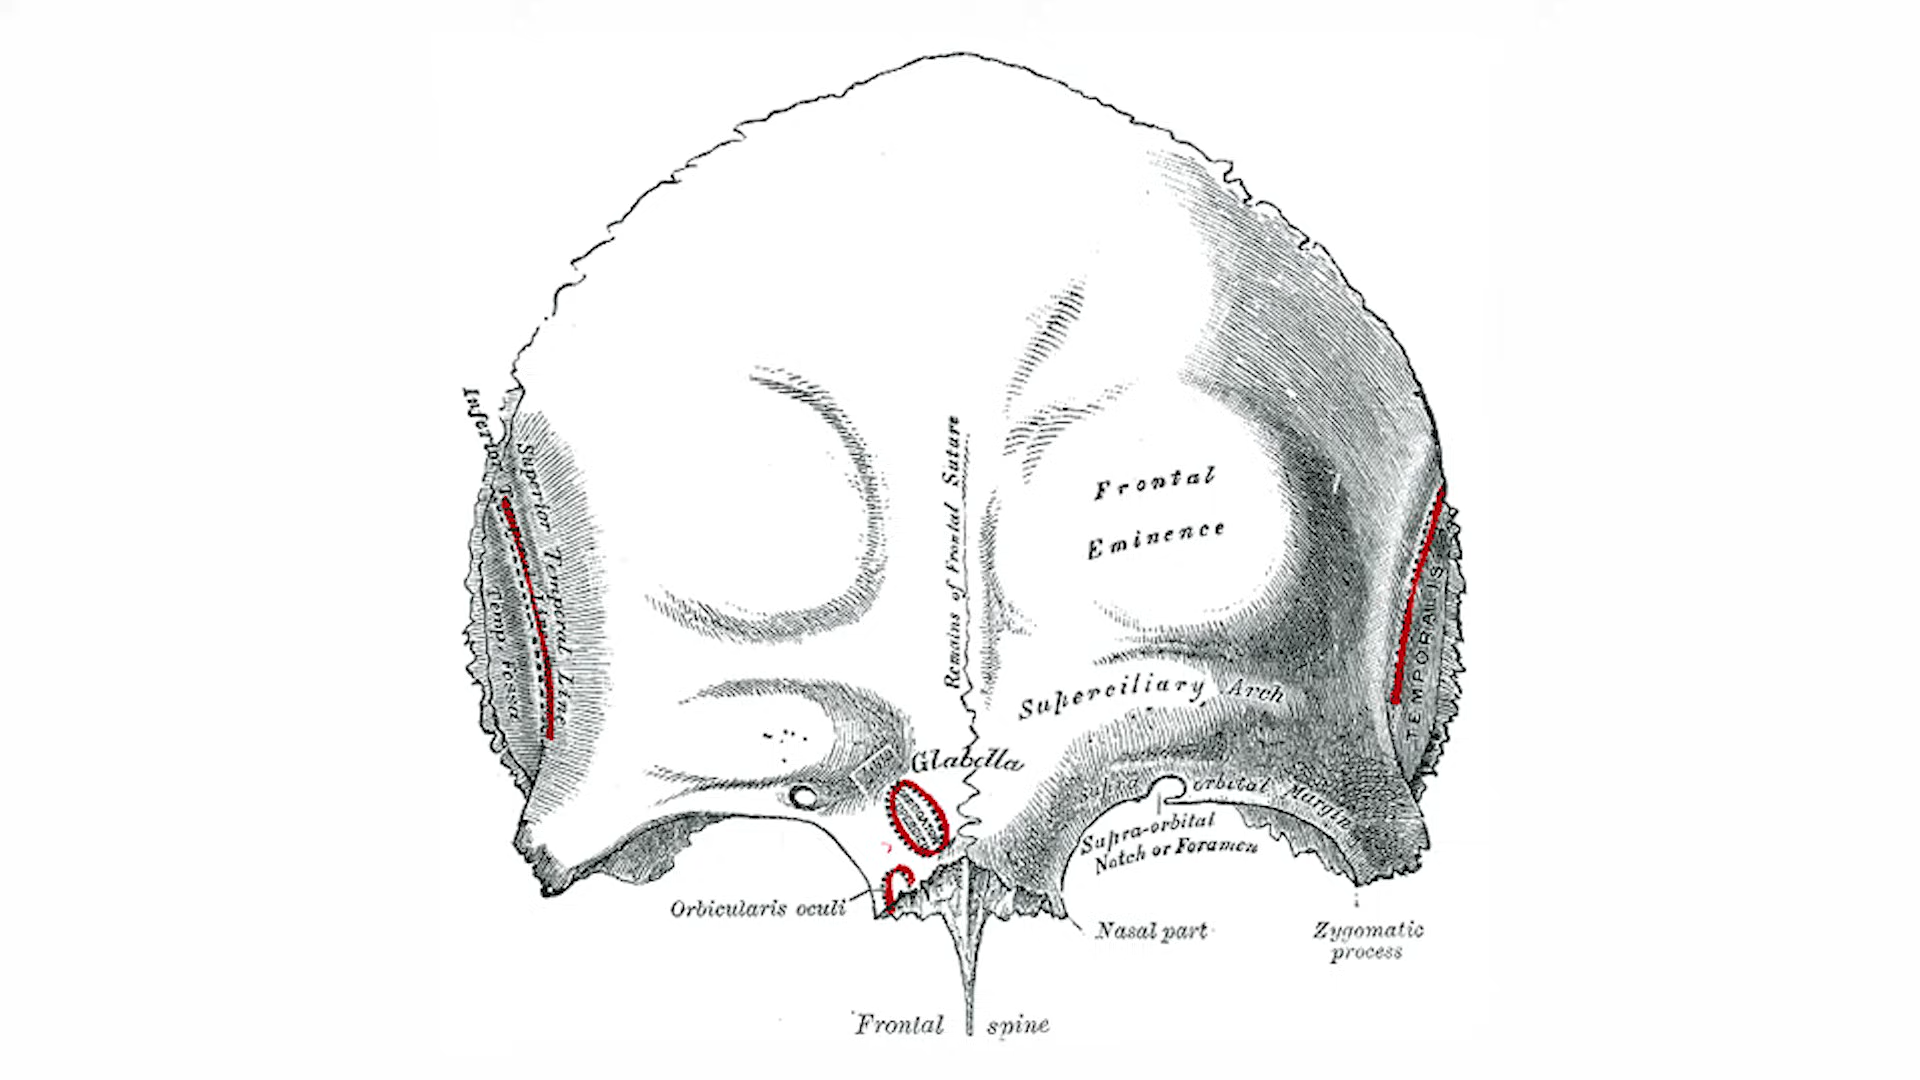 Inferior T
Superior Temporal Line
Temp. Fossa
Remains of Frontal Suture
Frontal
Eminence
TEMPORALIS
Superciliary Arch
Glabella
Supra orbital Margin
Supra-orbital
Notch or Foramen
Orbicularis oculi
Nasal part
Zygomatic
process
Frontal spine